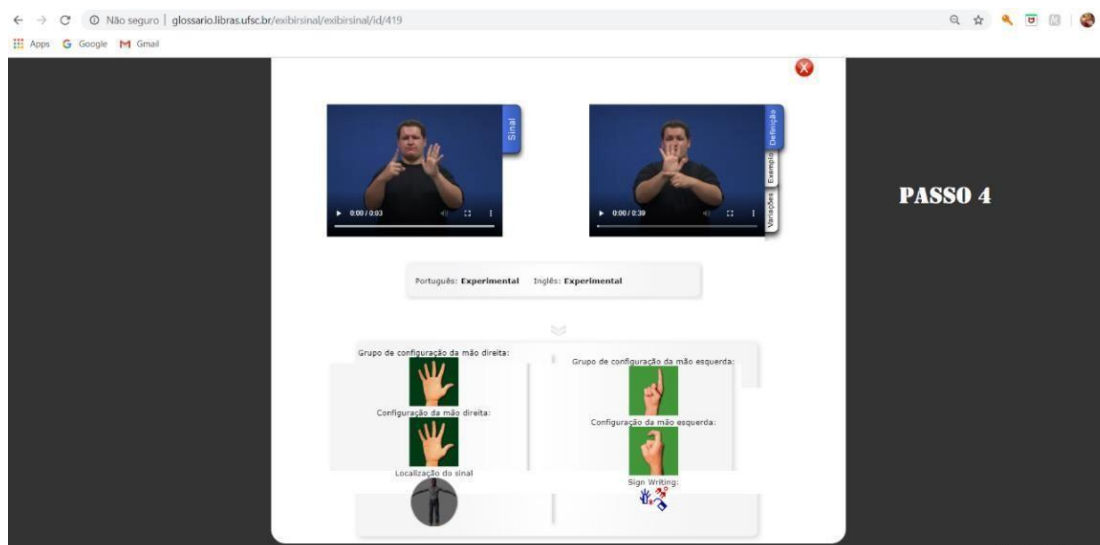 Não seguro | glossario.libras.ufsc.br/exibirsinal/exibirsinal/id/419
Apps Google Gmail
X
Sinal
Definição
Exemplo
Variações
0:00 / 0:03
0:00 / 0:39
PASSO 4
Português: Experimental Inglês: Experimental
Grupo de configuração da mão direita:
Grupo de configuração da mão esquerda:
Configuração da mão direita:
Configuração da mão esquerda:
Localização do sinal
Sign Writing: